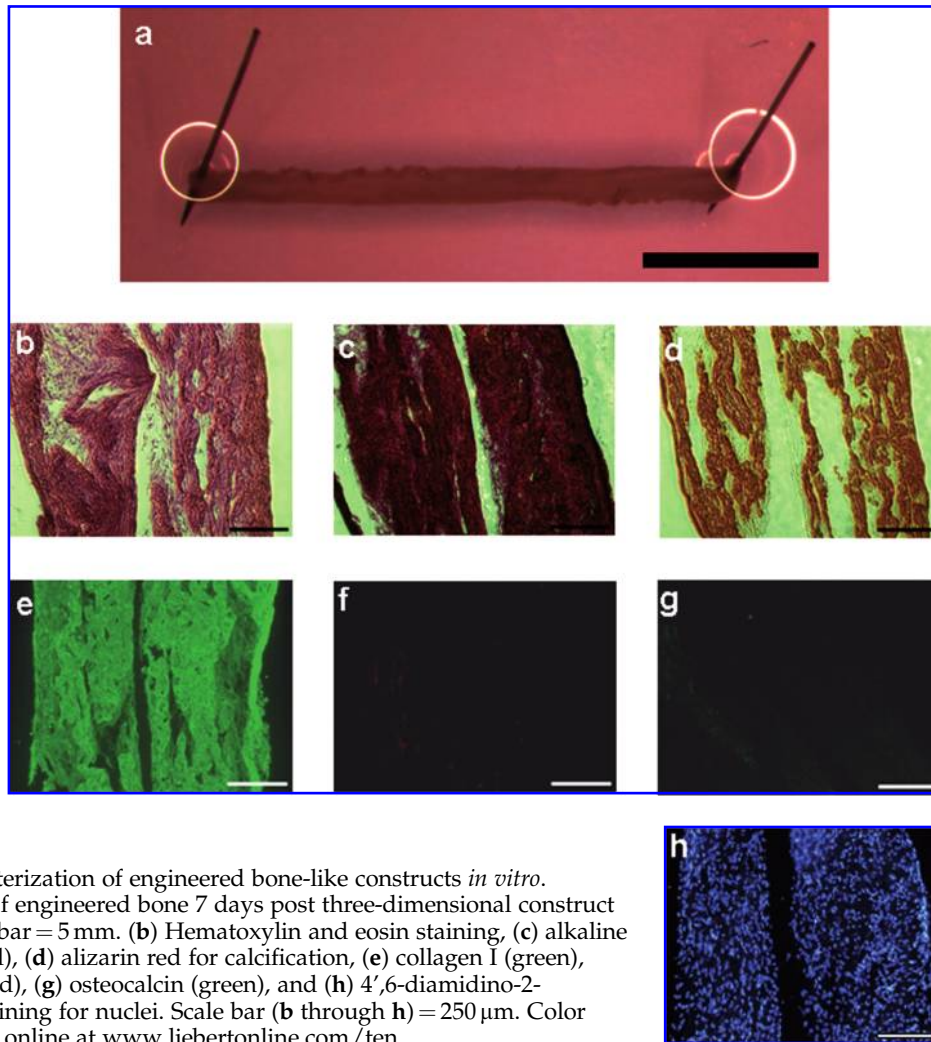 a
b
c
d
e
f
g
h
of engineered bone-like constructs in vitro.
engineered bone 7 days post three-dimensional construct
bar = 5 mm. (b) Hematoxylin and eosin staining, (c) alkaline
(d) alizarin red for calcification, (e) collagen I (green),
(g) osteocalcin (green), and (h) 4′,6-diamidino-2-
for nuclei. Scale bar (b through h) = 250 μm. Color
online at www.liebertonline.com/ten